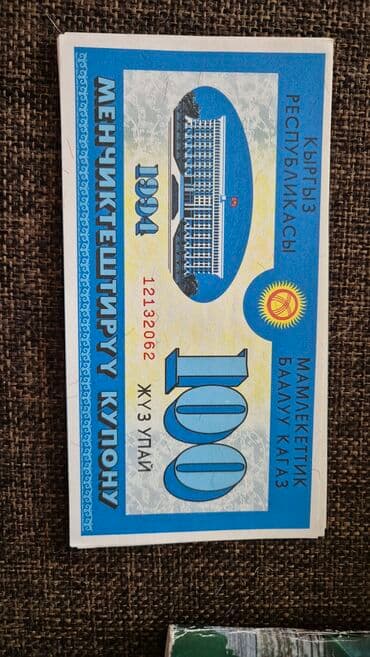 КЫРГЫЗ
РЕСПУБЛИКАСЫ
МАМЛЕКЕТТИК
БААЛУУ КАГАЗ
1994
12132062
100
ЖҮЗ УПАЙ
МЕНЧИКТЕШТИРҮҮ КУПОНУ